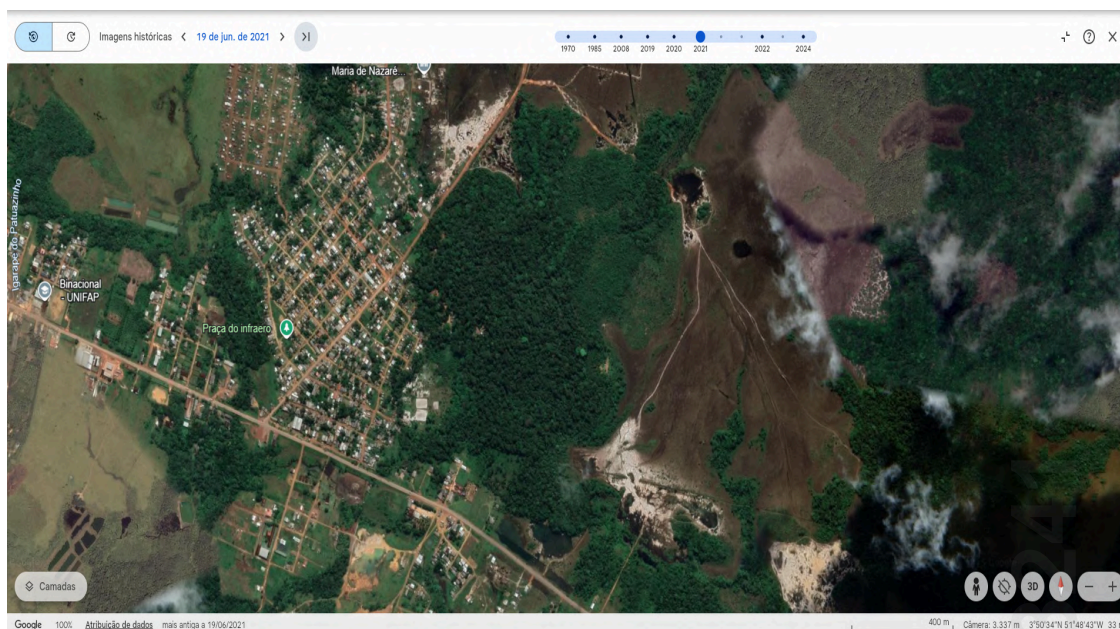 Imagens históricas
19 de jun. de 2021
1970 1985 2008 2019 2020 2021 2022 2024
Maria de Nazaré...
Igarapé do Patuazinho
Binacional
- UNIFAP
Praça do infraero
Camadas
3D
Google 100% Atribuição de dados mais antiga a 19/06/2021
400 m Câmera: 3.337 m 3°50'34"N 51°48'43"W